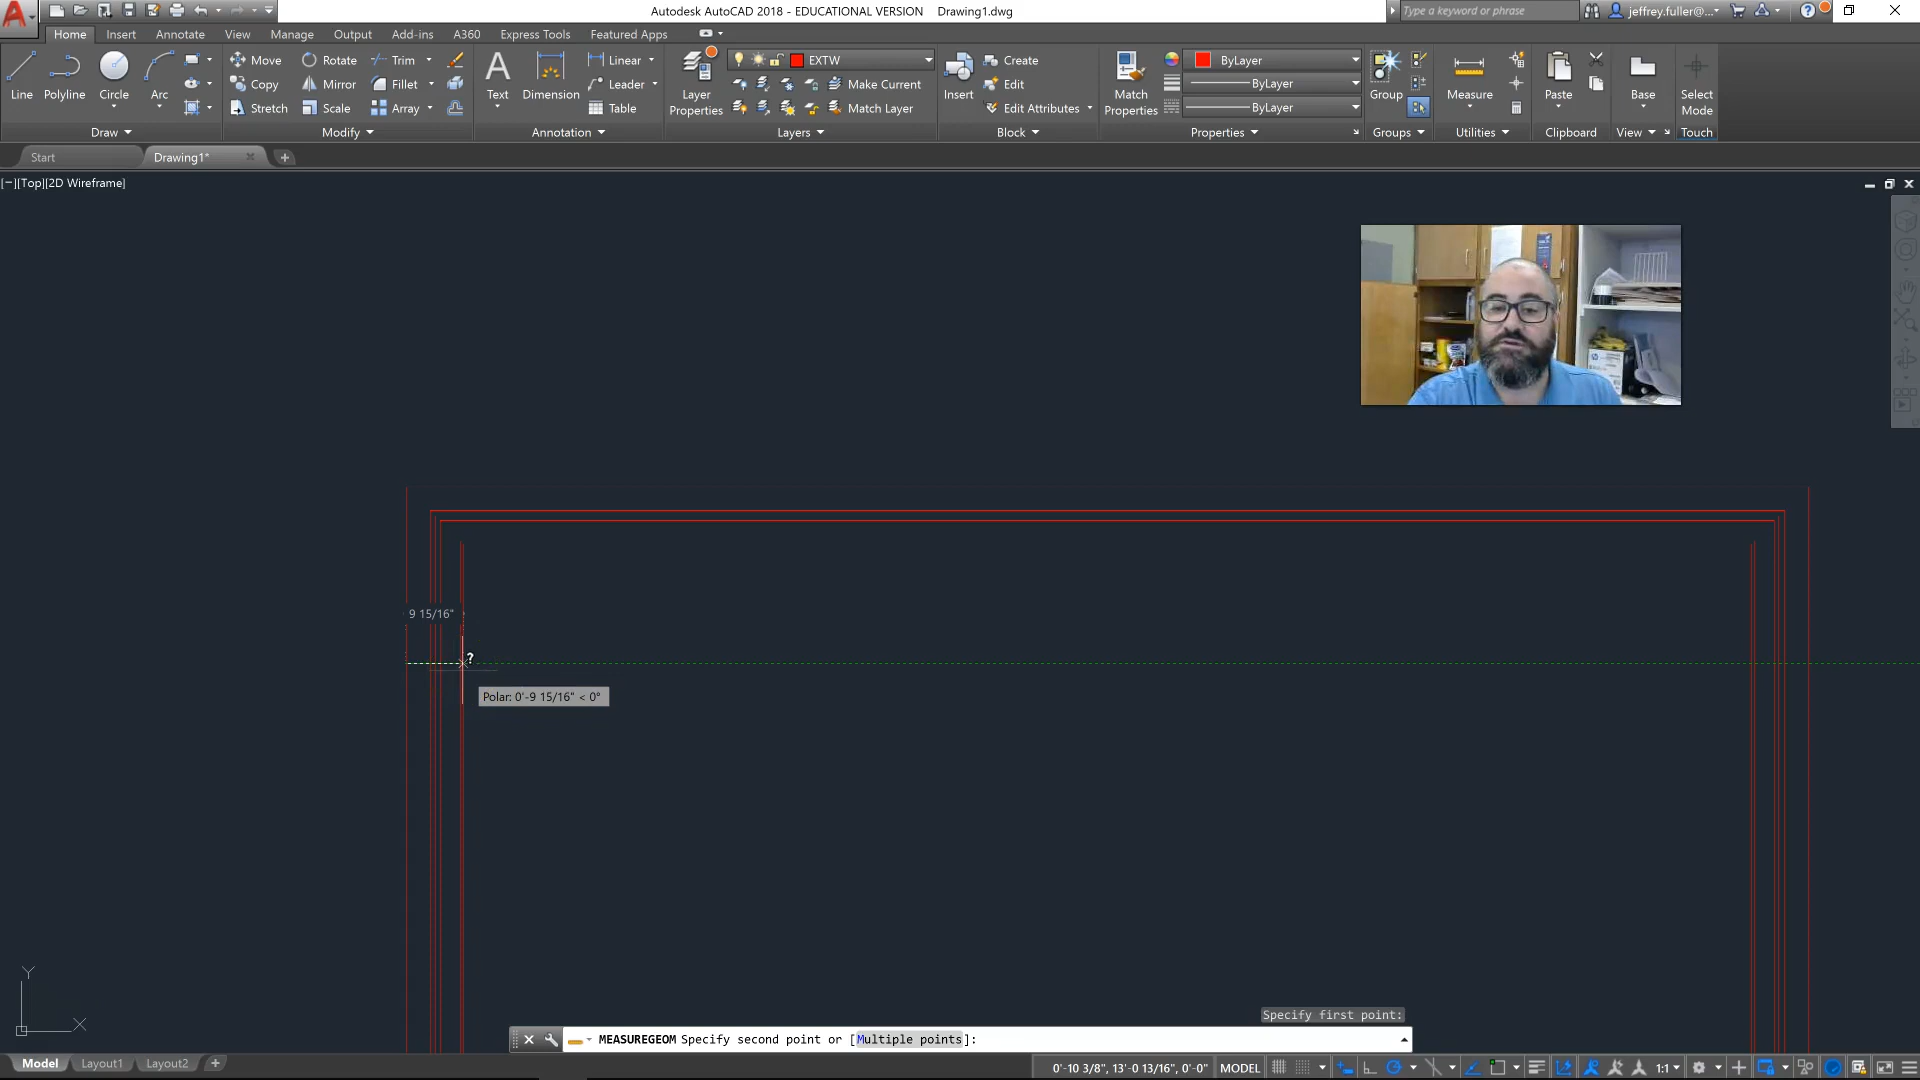 Autodesk AutoCAD 2018 - EDUCATIONAL VERSION Drawing1.dwg
Type a keyword or phrase
jeffrey.fuller@...
Home Insert Annotate View Manage Output Add-ins A360 Express Tools Featured Apps
Line Polyline Circle Arc
Move Rotate Trim
Copy Mirror Fillet
Stretch Scale Array
Text Dimension
Linear
Leader
Table
Layer Properties
EXTW
Make Current
Match Layer
Insert
Create
Edit
Edit Attributes
Match Properties
ByLayer
ByLayer
ByLayer
Group
Measure
Paste
Base
Select Mode
Draw Modify Annotation Layers Block Properties Groups Utilities Clipboard View Touch
Start Drawing1*
[−][Top][2D Wireframe]
9 15/16"
Polar: 0'-9 15/16" < 0°
Y
X
Specify first point:
MEASUREGEOM Specify second point or [Multiple points]:
Model Layout1 Layout2
0'-10 3/8", 13'-0 13/16", 0'-0" MODEL 1:1